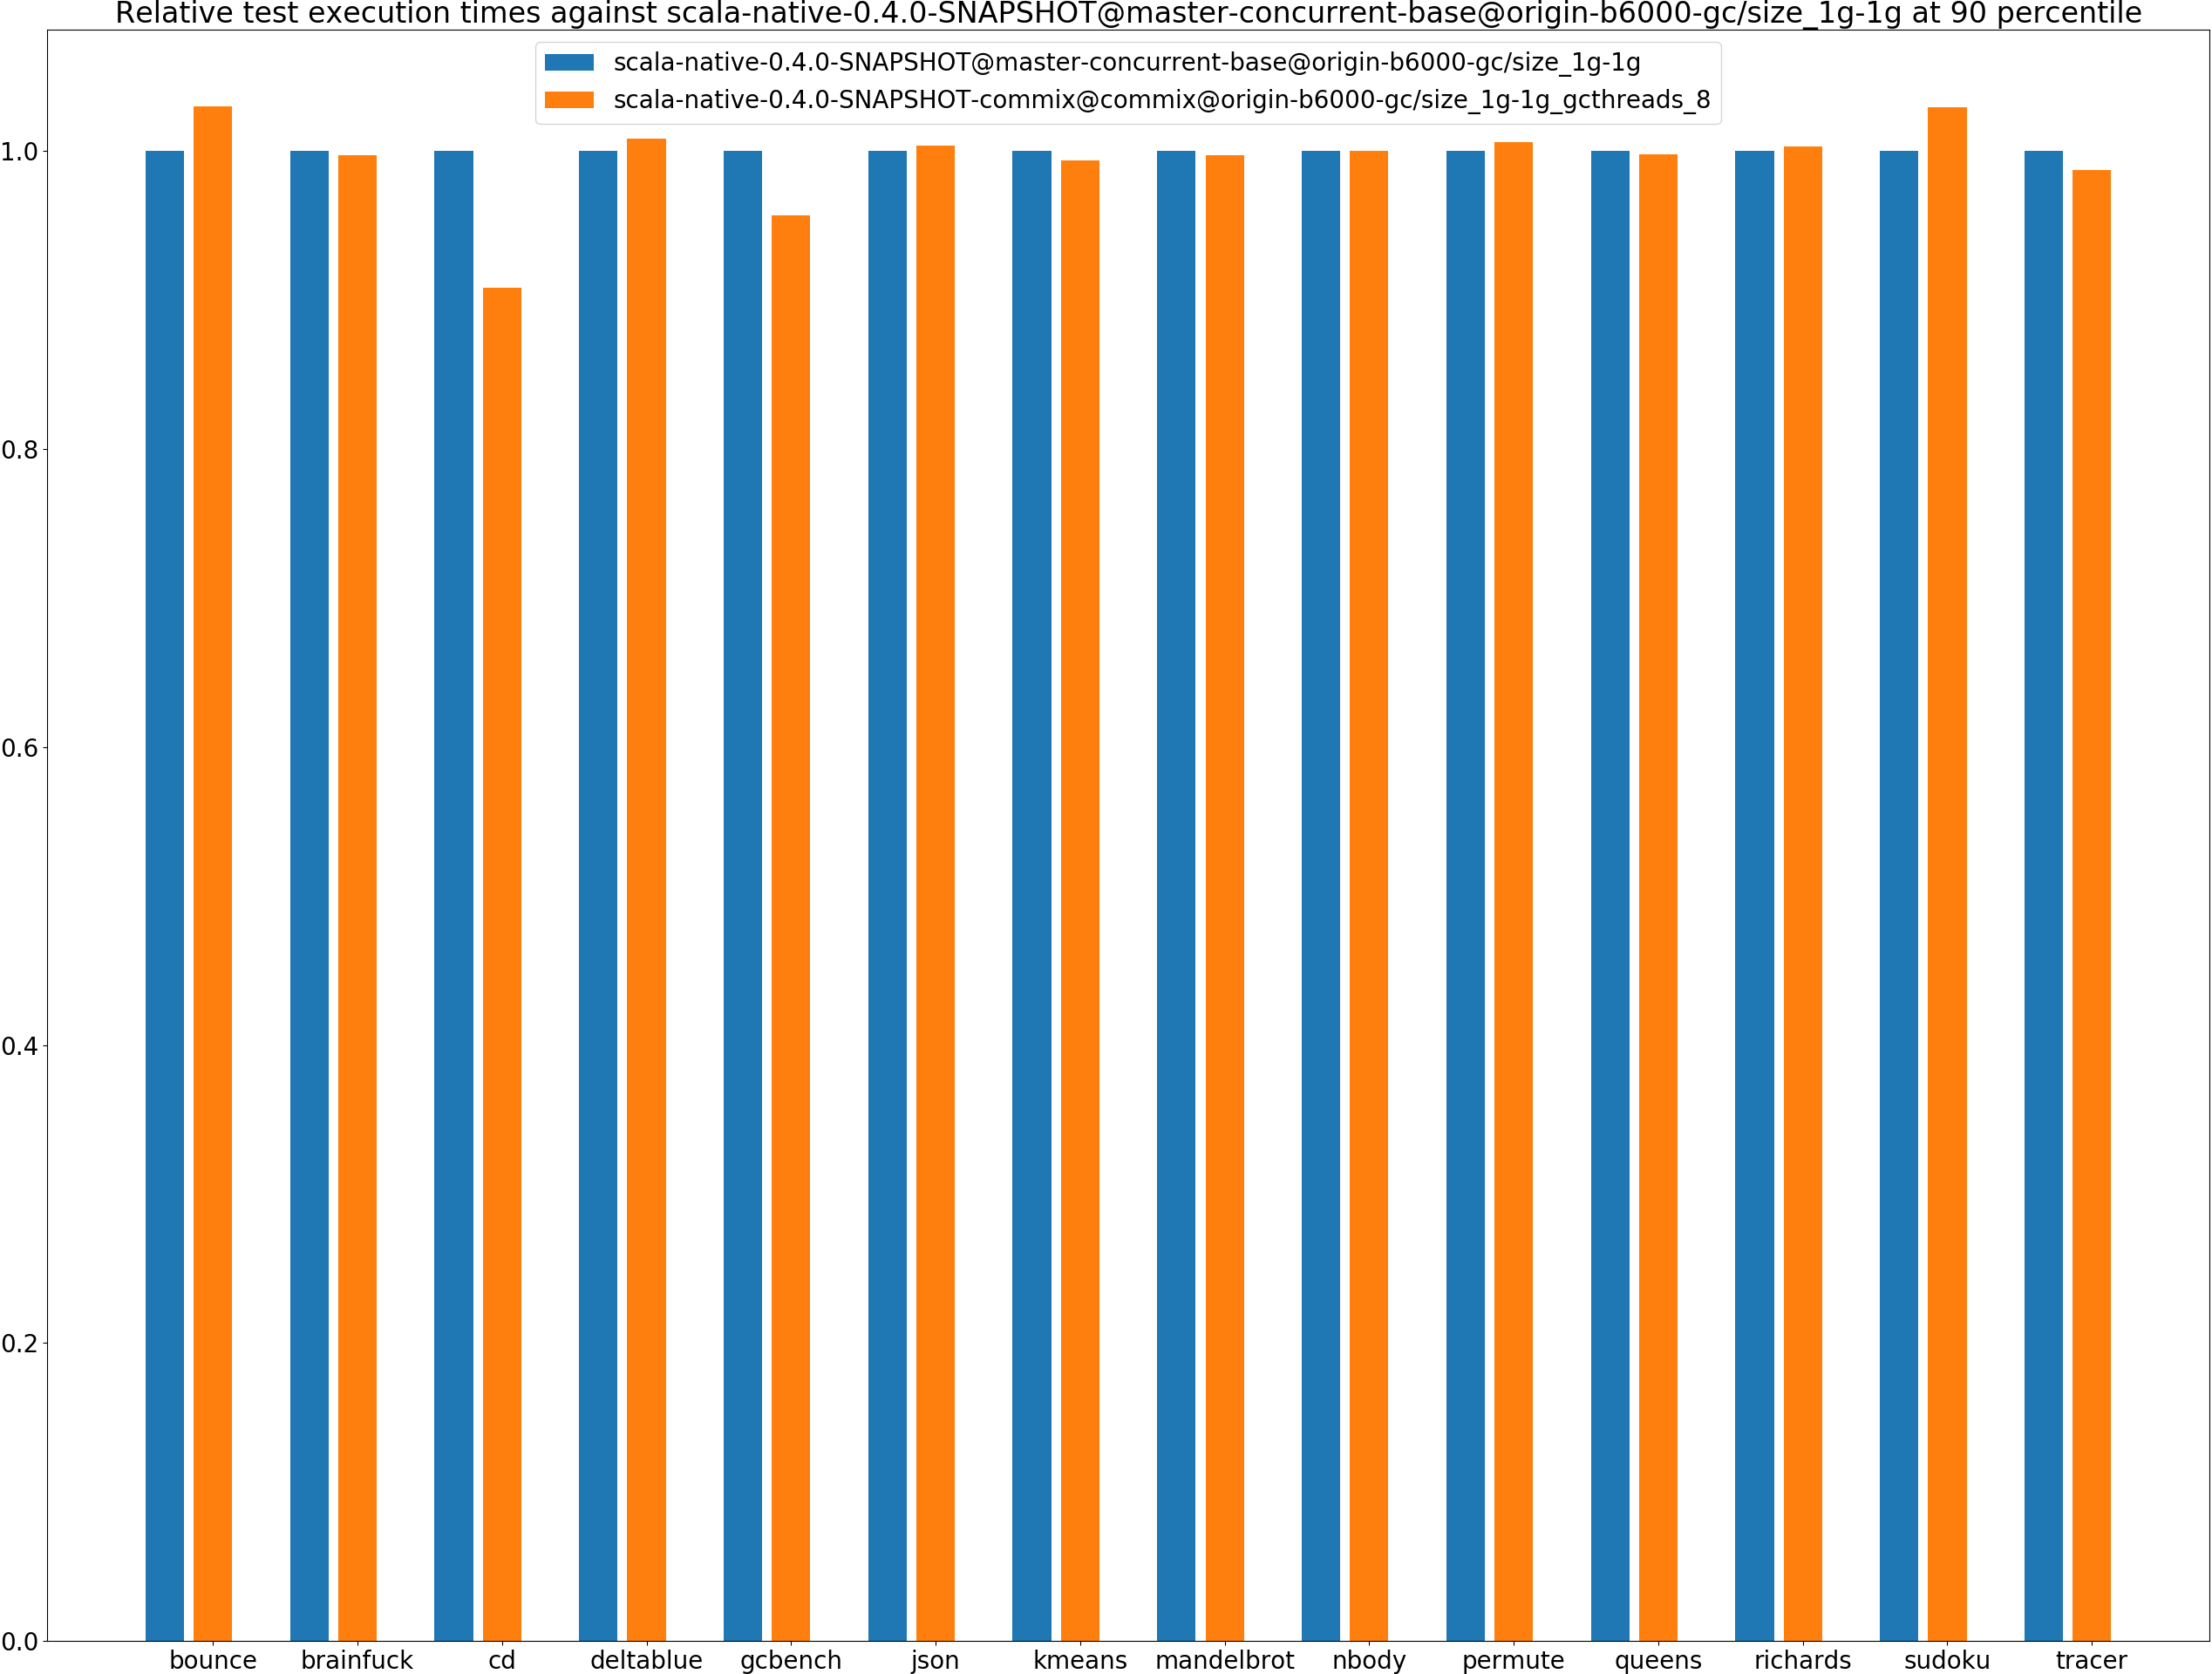 Relative test execution times against scala-native-0.4.0-SNAPSHOT@master-concurrent-base@origin-b6000-gc/size_1g-1g at 90 percentile
scala-native-0.4.0-SNAPSHOT@master-concurrent-base@origin-b6000-gc/size_1g-1g
scala-native-0.4.0-SNAPSHOT-commix@commix@origin-b6000-gc/size_1g-1g_gcthreads_8
1.0
0.8
0.6
0.4
0.2
0.0
bounce brainfuck cd deltablue gcbench json kmeans mandelbrot nbody permute queens richards sudoku tracer